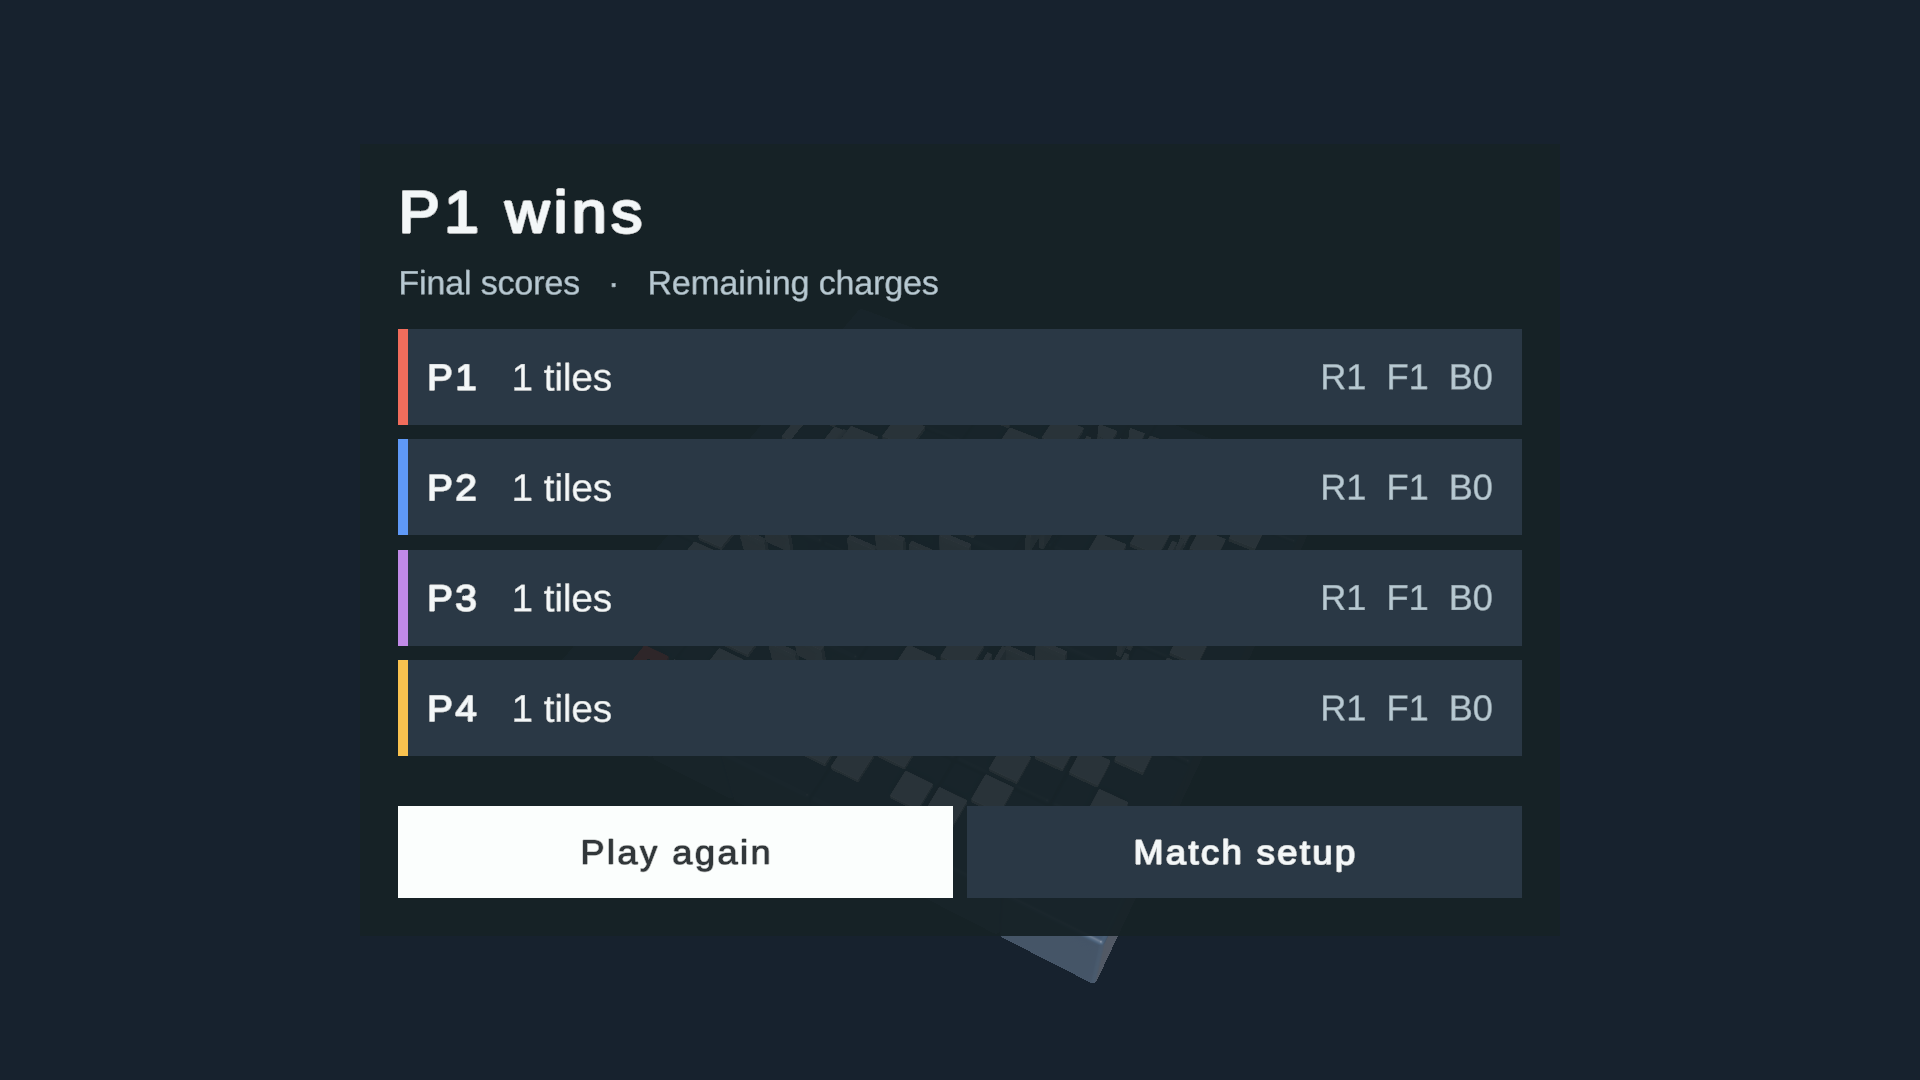 P1 wins
Final scores · Remaining charges
P1 1 tiles R1 F1 B0
P2 1 tiles R1 F1 B0
P3 1 tiles R1 F1 B0
P4 1 tiles R1 F1 B0
Play again Match setup